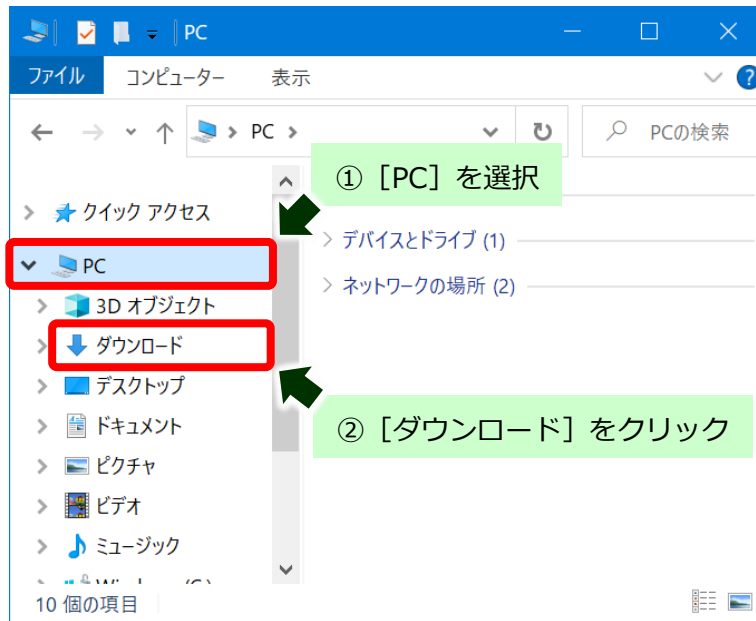 PC
ファイル コンピューター 表示
PC PCの検索
①［PC］を選択
クイック アクセス
デバイスとドライブ (1)
PC
ネットワークの場所 (2)
3D オブジェクト
ダウンロード
デスクトップ
②［ダウンロード］をクリック
ドキュメント
ピクチャ
ビデオ
ミュージック
10 個の項目